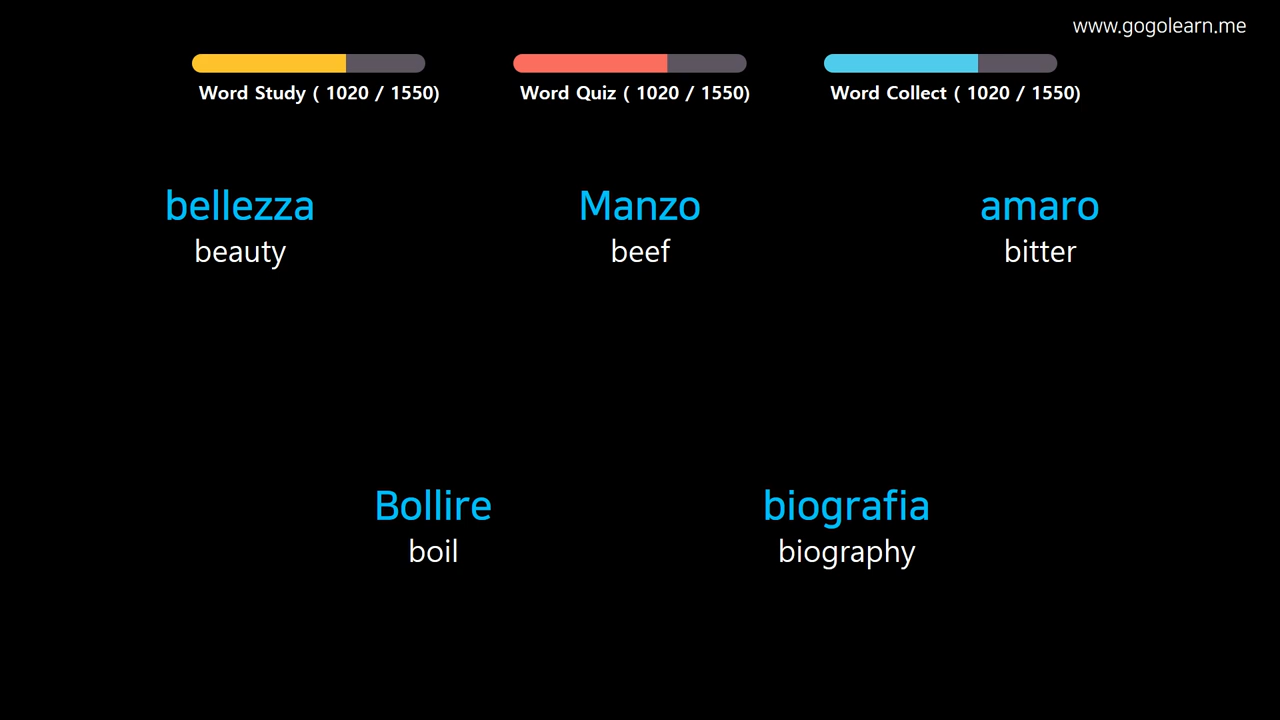 www.gogolearn.me
Word Study ( 1020 / 1550)
Word Quiz ( 1020 / 1550)
Word Collect ( 1020 / 1550)
bellezza
beauty
Manzo
beef
amaro
bitter
Bollire
boil
biografia
biography